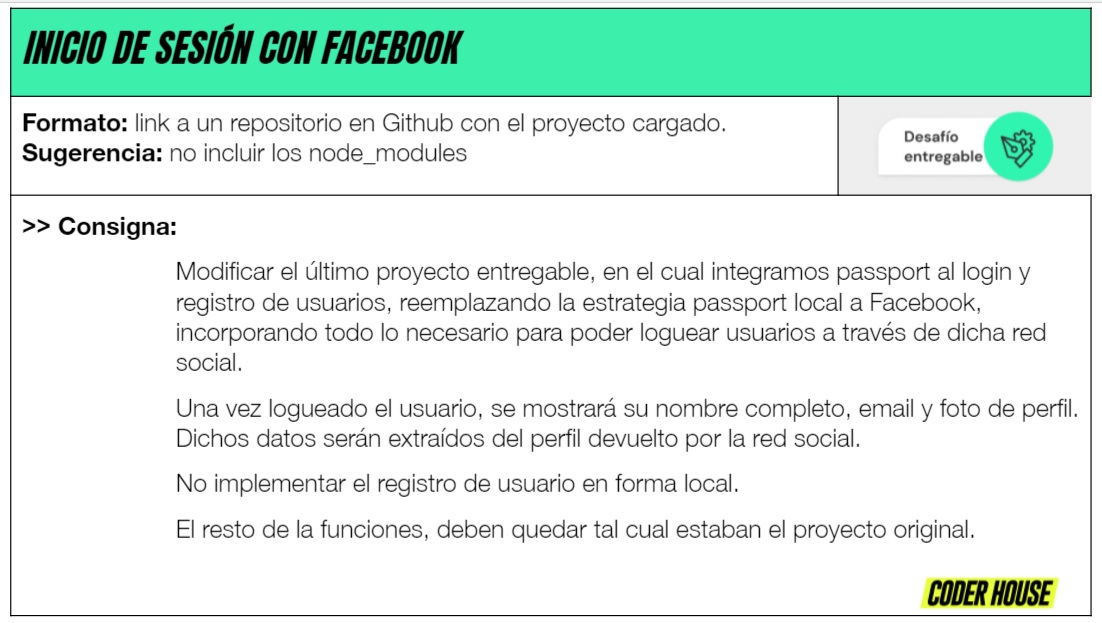 INICIO DE SESIÓN CON FACEBOOK
Formato: link a un repositorio en Github con el proyecto cargado.
Sugerencia: no incluir los node_modules
Desafío
entregable
>> Consigna:
Modificar el último proyecto entregable, en el cual integramos passport al login y
registro de usuarios, reemplazando la estrategia passport local a Facebook,
incorporando todo lo necesario para poder loguear usuarios a través de dicha red
social.
Una vez logueado el usuario, se mostrará su nombre completo, email y foto de perfil.
Dichos datos serán extraídos del perfil devuelto por la red social.
No implementar el registro de usuario en forma local.
El resto de la funciones, deben quedar tal cual estaban el proyecto original.
CODER HOUSE